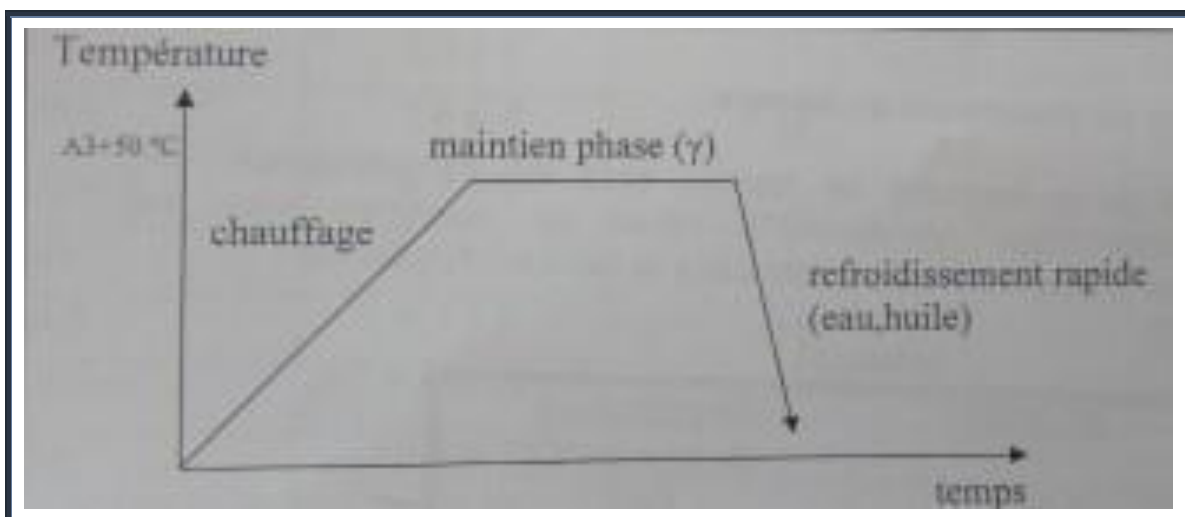 Température
A3+50 °C
maintien phase (γ)
chauffage
refroidissement rapide
(eau,huile)
temps